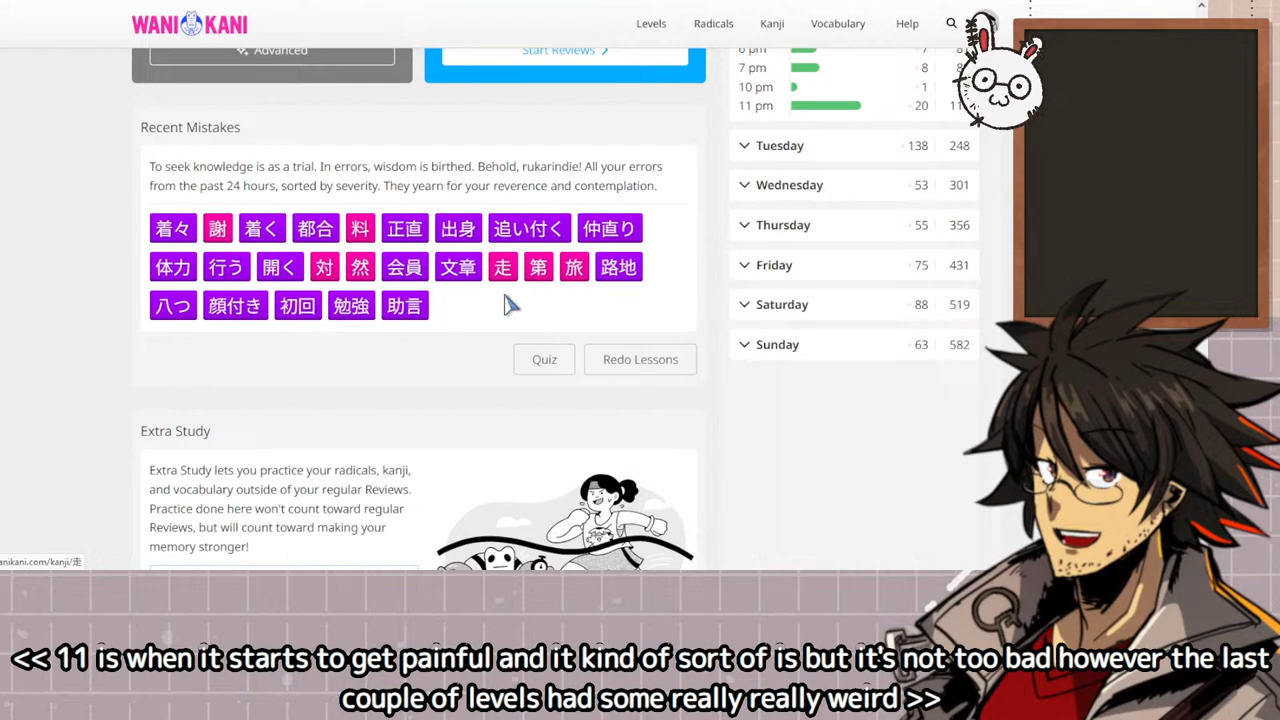 WANI KANI
Levels Radicals Kanji Vocabulary Help
Advanced
Start Reviews
6 pm +7
7 pm +8
10 pm +1
11 pm +20
Recent Mistakes
To seek knowledge is as a trial. In errors, wisdom is birthed. Behold, rukarindie! All your errors
from the past 24 hours, sorted by severity. They yearn for your reverence and contemplation.
着々 謝 着く 都合 料 正直 出身 追い付く 仲直り
体力 行う 開く 対 然 会員 文章 走 第 旅 路地
八つ 顔付き 初回 勉強 助言
Quiz Redo Lessons
Tuesday +138 248
Wednesday +53 301
Thursday +55 356
Friday +75 431
Saturday +88 519
Sunday +63 582
Extra Study
Extra Study lets you practice your radicals, kanji,
and vocabulary outside of your regular Reviews.
Practice done here won't count toward regular
Reviews, but will count toward making your
memory stronger!
anikani.com/kanji/走
<< 11 is when it starts to get painful and it kind of sort of is but it's not too bad however the last
couple of levels had some really really weird >>